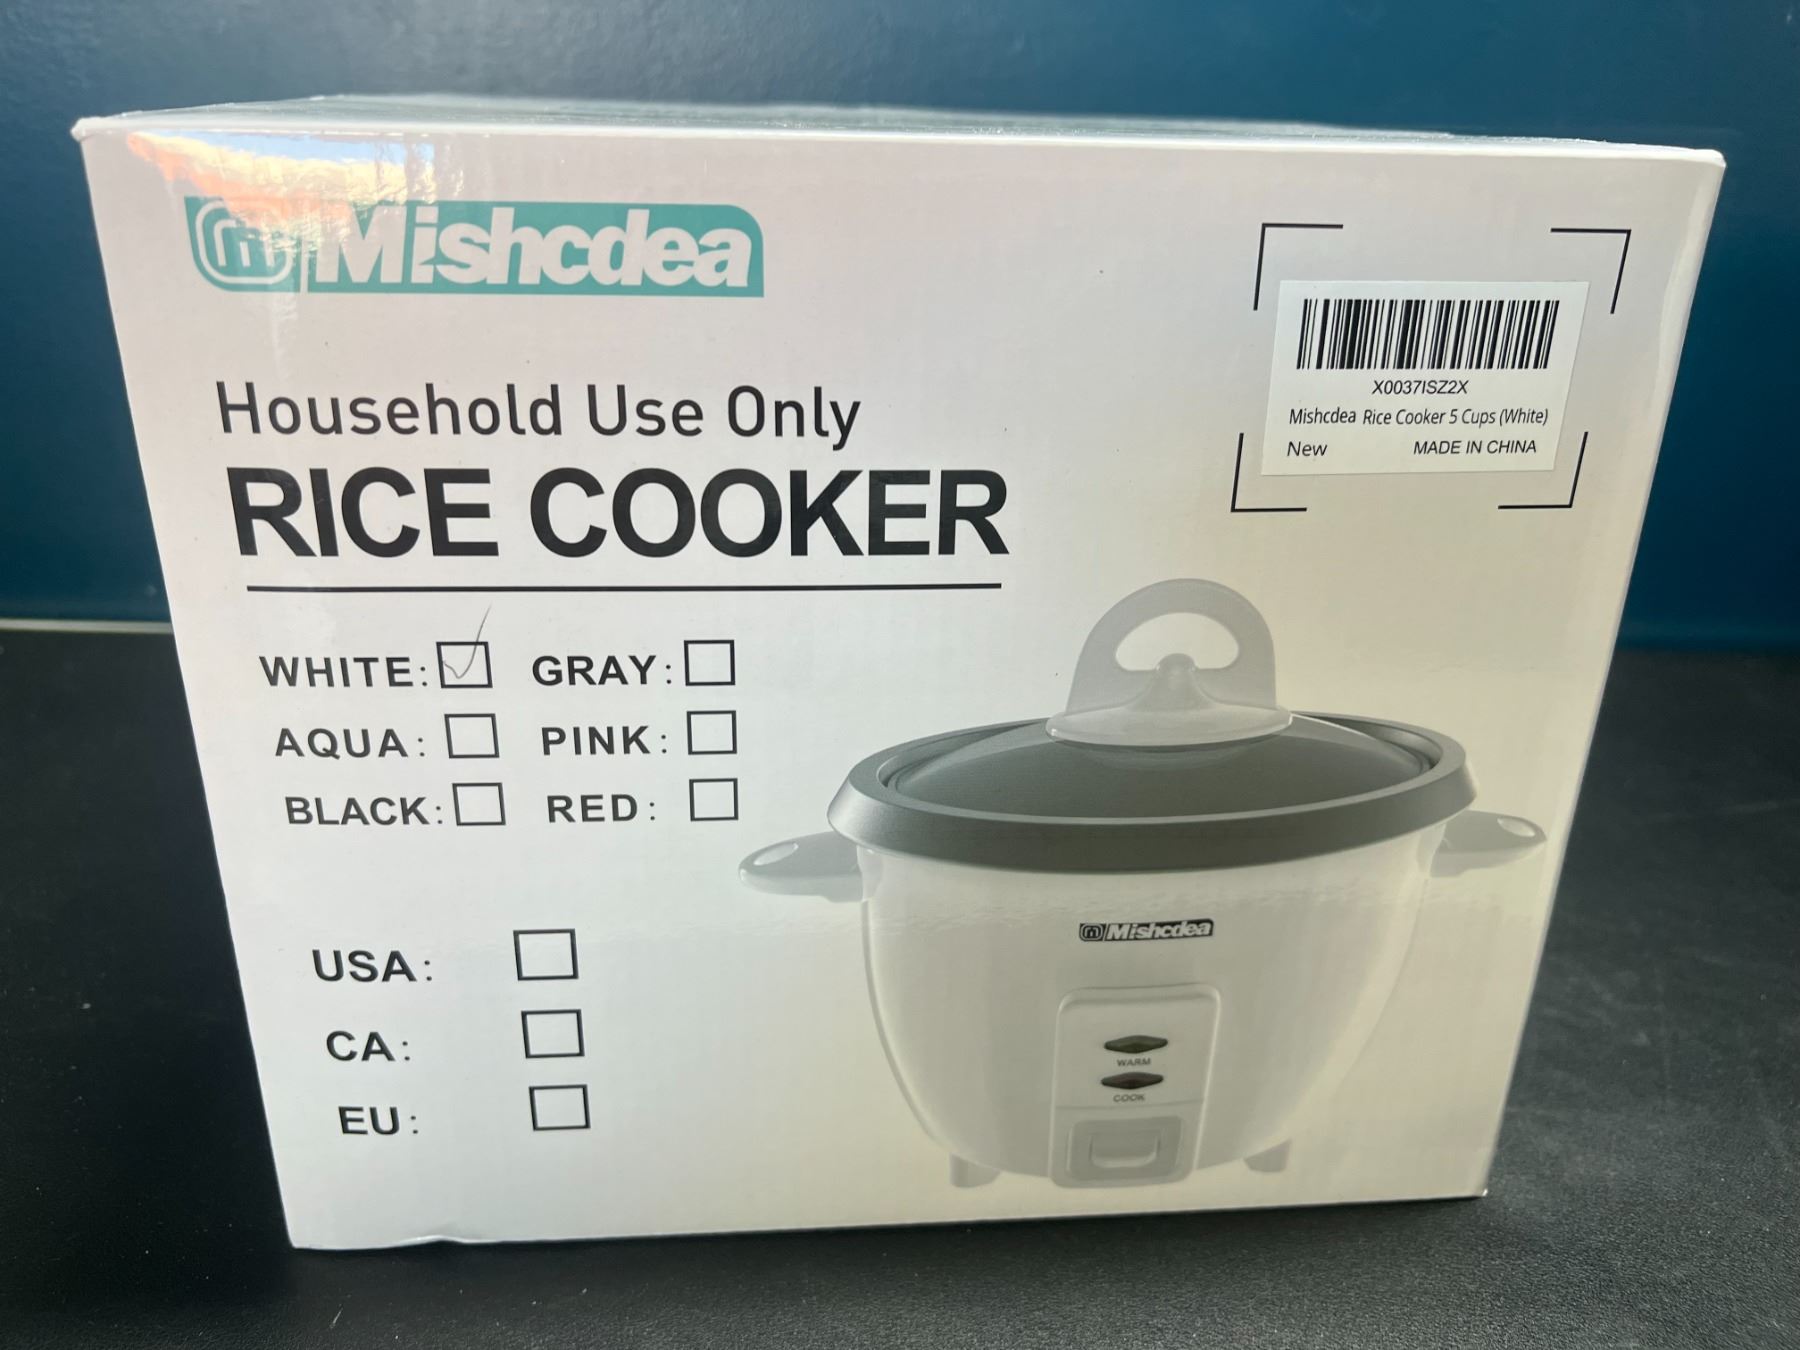 Mishcdea
X0037ISZ2X
Mishcdea Rice Cooker 5 Cups (White)
New MADE IN CHINA
Household Use Only
RICE COOKER
WHITE: GRAY:
AQUA: PINK:
BLACK: RED:
USA:
CA:
EU:
Mishcdea
WARM
COOK